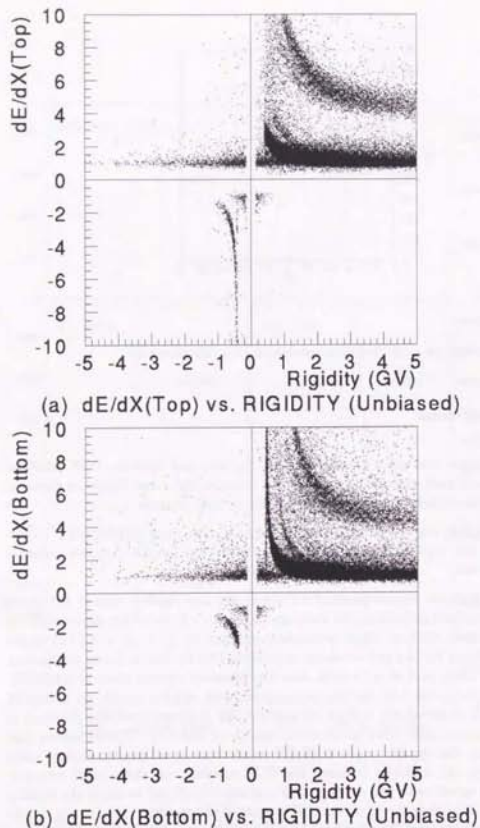 10
8
6
4
2
0
-2
-4
-6
-8
-10
dE/dX(Top)
-5 -4 -3 -2 -1 0 1 2 3 4 5
Rigidity (GV)
(a) dE/dX(Top) vs. RIGIDITY (Unbiased)
10
8
6
4
2
0
-2
-4
-6
-8
-10
dE/dX(Bottom)
-5 -4 -3 -2 -1 0 1 2 3 4 5
Rigidity (GV)
(b) dE/dX(Bottom) vs. RIGIDITY (Unbiased)